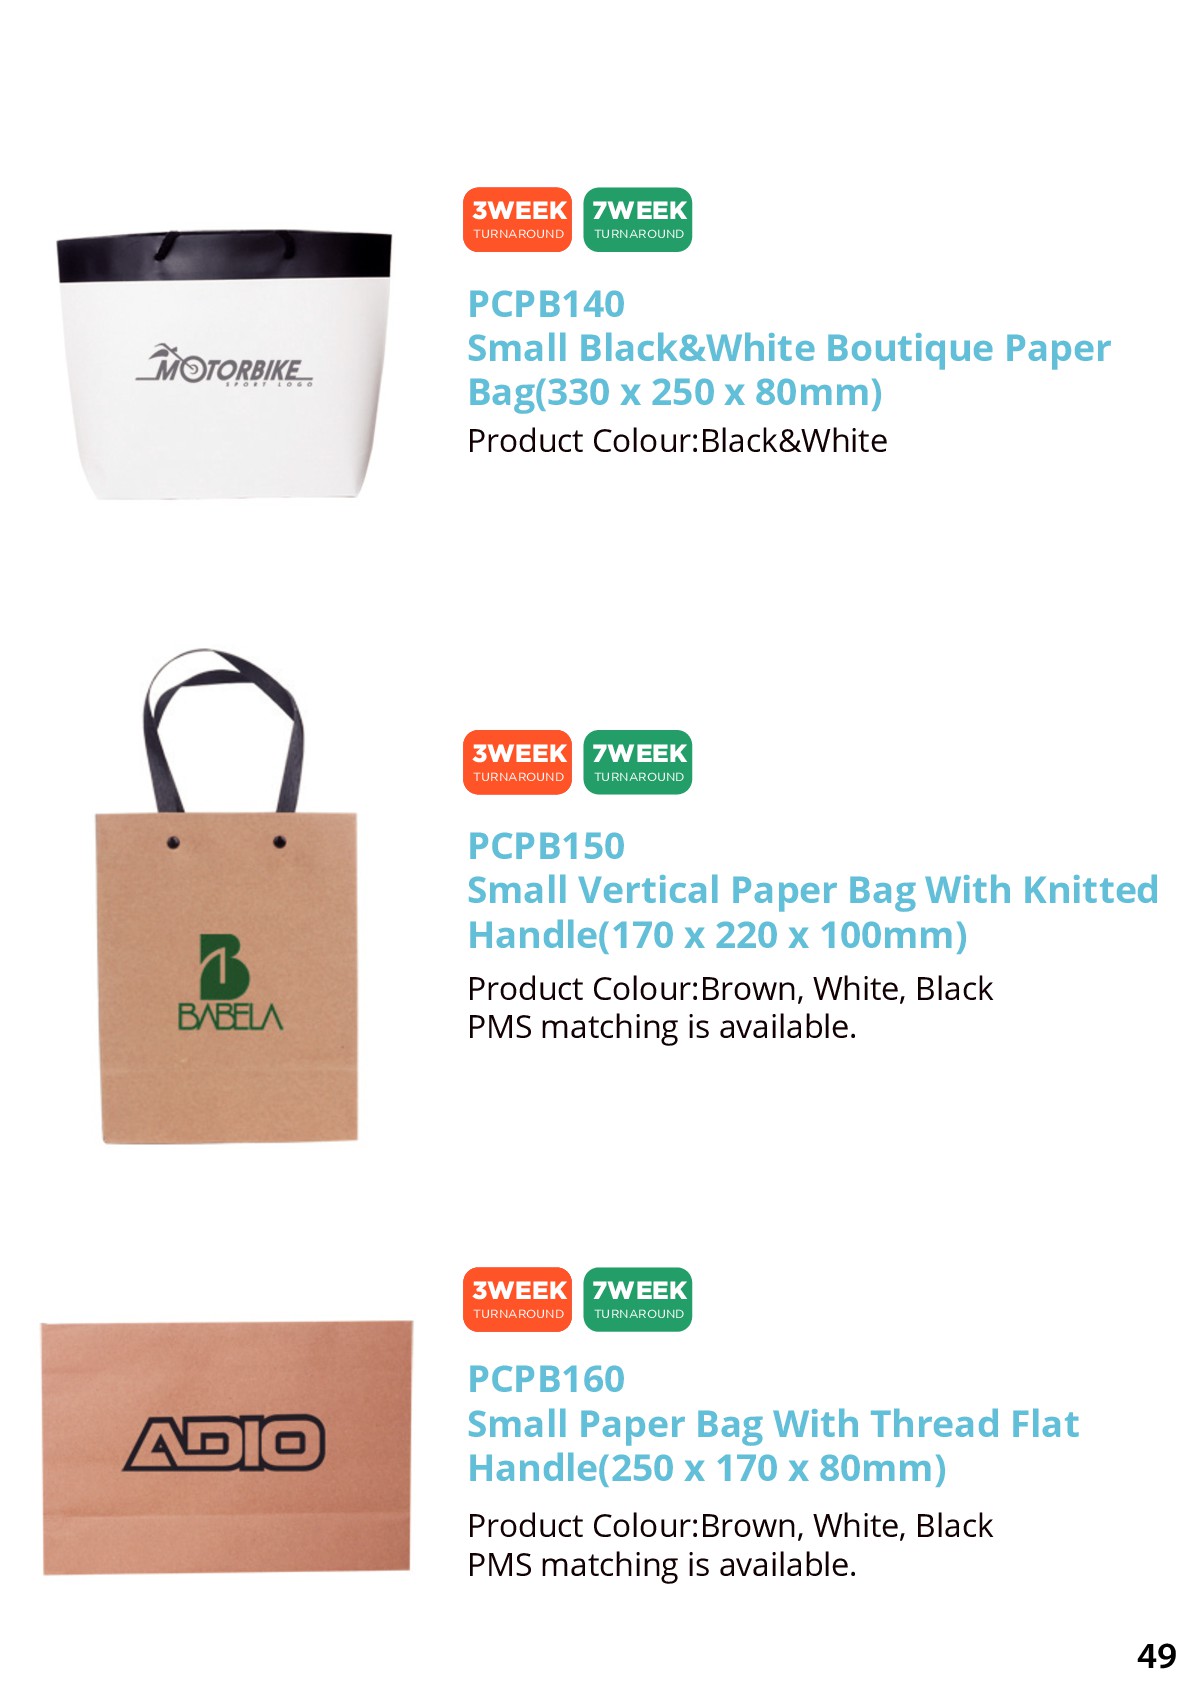 3WEEK 7WEEK
TURNAROUND TURNAROUND
PCPB140
Small Black&White Boutique Paper
Bag(330 x 250 x 80mm)
Product Colour:Black&White
MOTORBIKE
SPORT LOGO
3WEEK 7WEEK
TURNAROUND TURNAROUND
PCPB150
Small Vertical Paper Bag With Knitted
Handle(170 x 220 x 100mm)
Product Colour:Brown, White, Black
PMS matching is available.
B
BABELA
3WEEK 7WEEK
TURNAROUND TURNAROUND
PCPB160
Small Paper Bag With Thread Flat
Handle(250 x 170 x 80mm)
Product Colour:Brown, White, Black
PMS matching is available.
ADIO
49